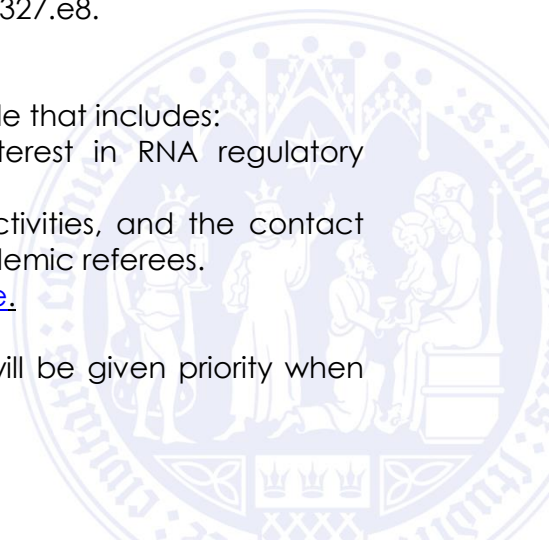 327.e8.
le that includes:
terest in RNA regulatory
ctivities, and the contact
demic referees.
e.
will be given priority when